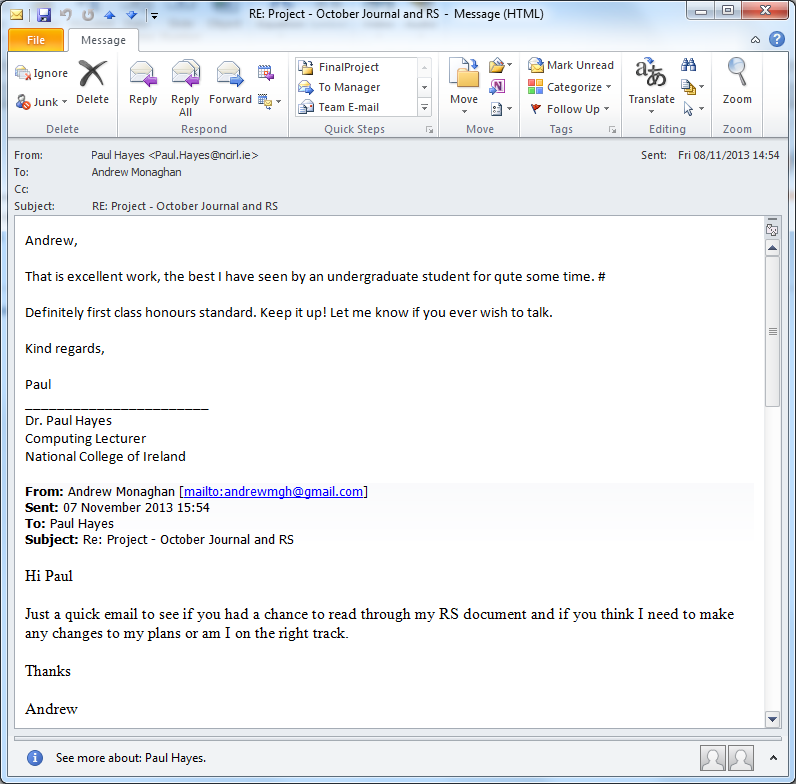 RE: Project - October Journal and RS - Message (HTML)
File Message
Ignore
Junk
Delete
Delete
Reply
Reply All
Forward
Respond
FinalProject
To Manager
Team E-mail
Quick Steps
Move
Move
Mark Unread
Categorize
Follow Up
Tags
Translate
Editing
Zoom
Zoom
From: Paul Hayes <Paul.Hayes@ncirl.ie> Sent: Fri 08/11/2013 14:54
To: Andrew Monaghan
Cc:
Subject: RE: Project - October Journal and RS
Andrew,
That is excellent work, the best I have seen by an undergraduate student for qute some time. #
Definitely first class honours standard. Keep it up! Let me know if you ever wish to talk.
Kind regards,
Paul
________________________
Dr. Paul Hayes
Computing Lecturer
National College of Ireland
From: Andrew Monaghan [mailto:andrewmgh@gmail.com]
Sent: 07 November 2013 15:54
To: Paul Hayes
Subject: Re: Project - October Journal and RS
Hi Paul
Just a quick email to see if you had a chance to read through my RS document and if you think I need to make
any changes to my plans or am I on the right track.
Thanks
Andrew
See more about: Paul Hayes.